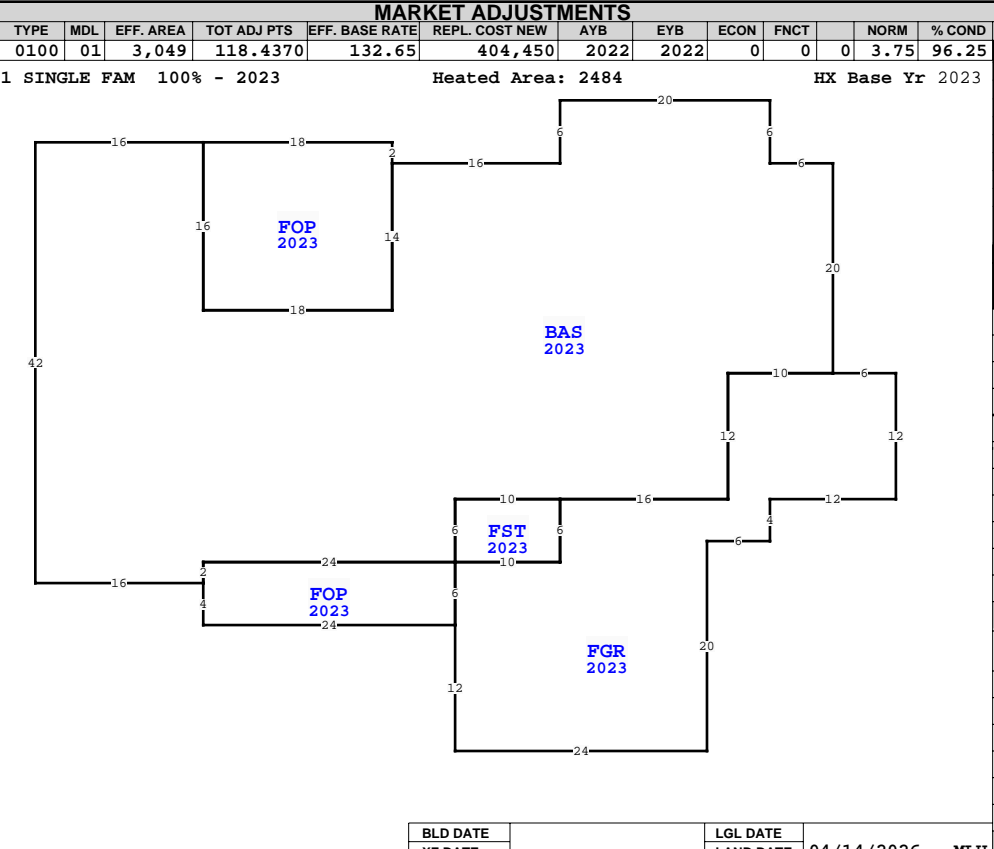 MARKET ADJUSTMENTS
TYPE MDL EFF. AREA TOT ADJ PTS EFF. BASE RATE REPL. COST NEW AYB EYB ECON FNCT NORM % COND
0100 01 3,049 118.4370 132.65 404,450 2022 2022 0 0 0 3.75 96.25
1 SINGLE FAM 100% - 2023 Heated Area: 2484 HX Base Yr 2023
20
6 6
16 18
2
16 6
16 14
FOP
2023
20
18
BAS
2023
42
10 6
12 12
10 16 12
6 FST 6 4
2023 6
24 10
2
16
4 FOP 6
2023
24
20
FGR
2023
12
24
BLD DATE LGL DATE